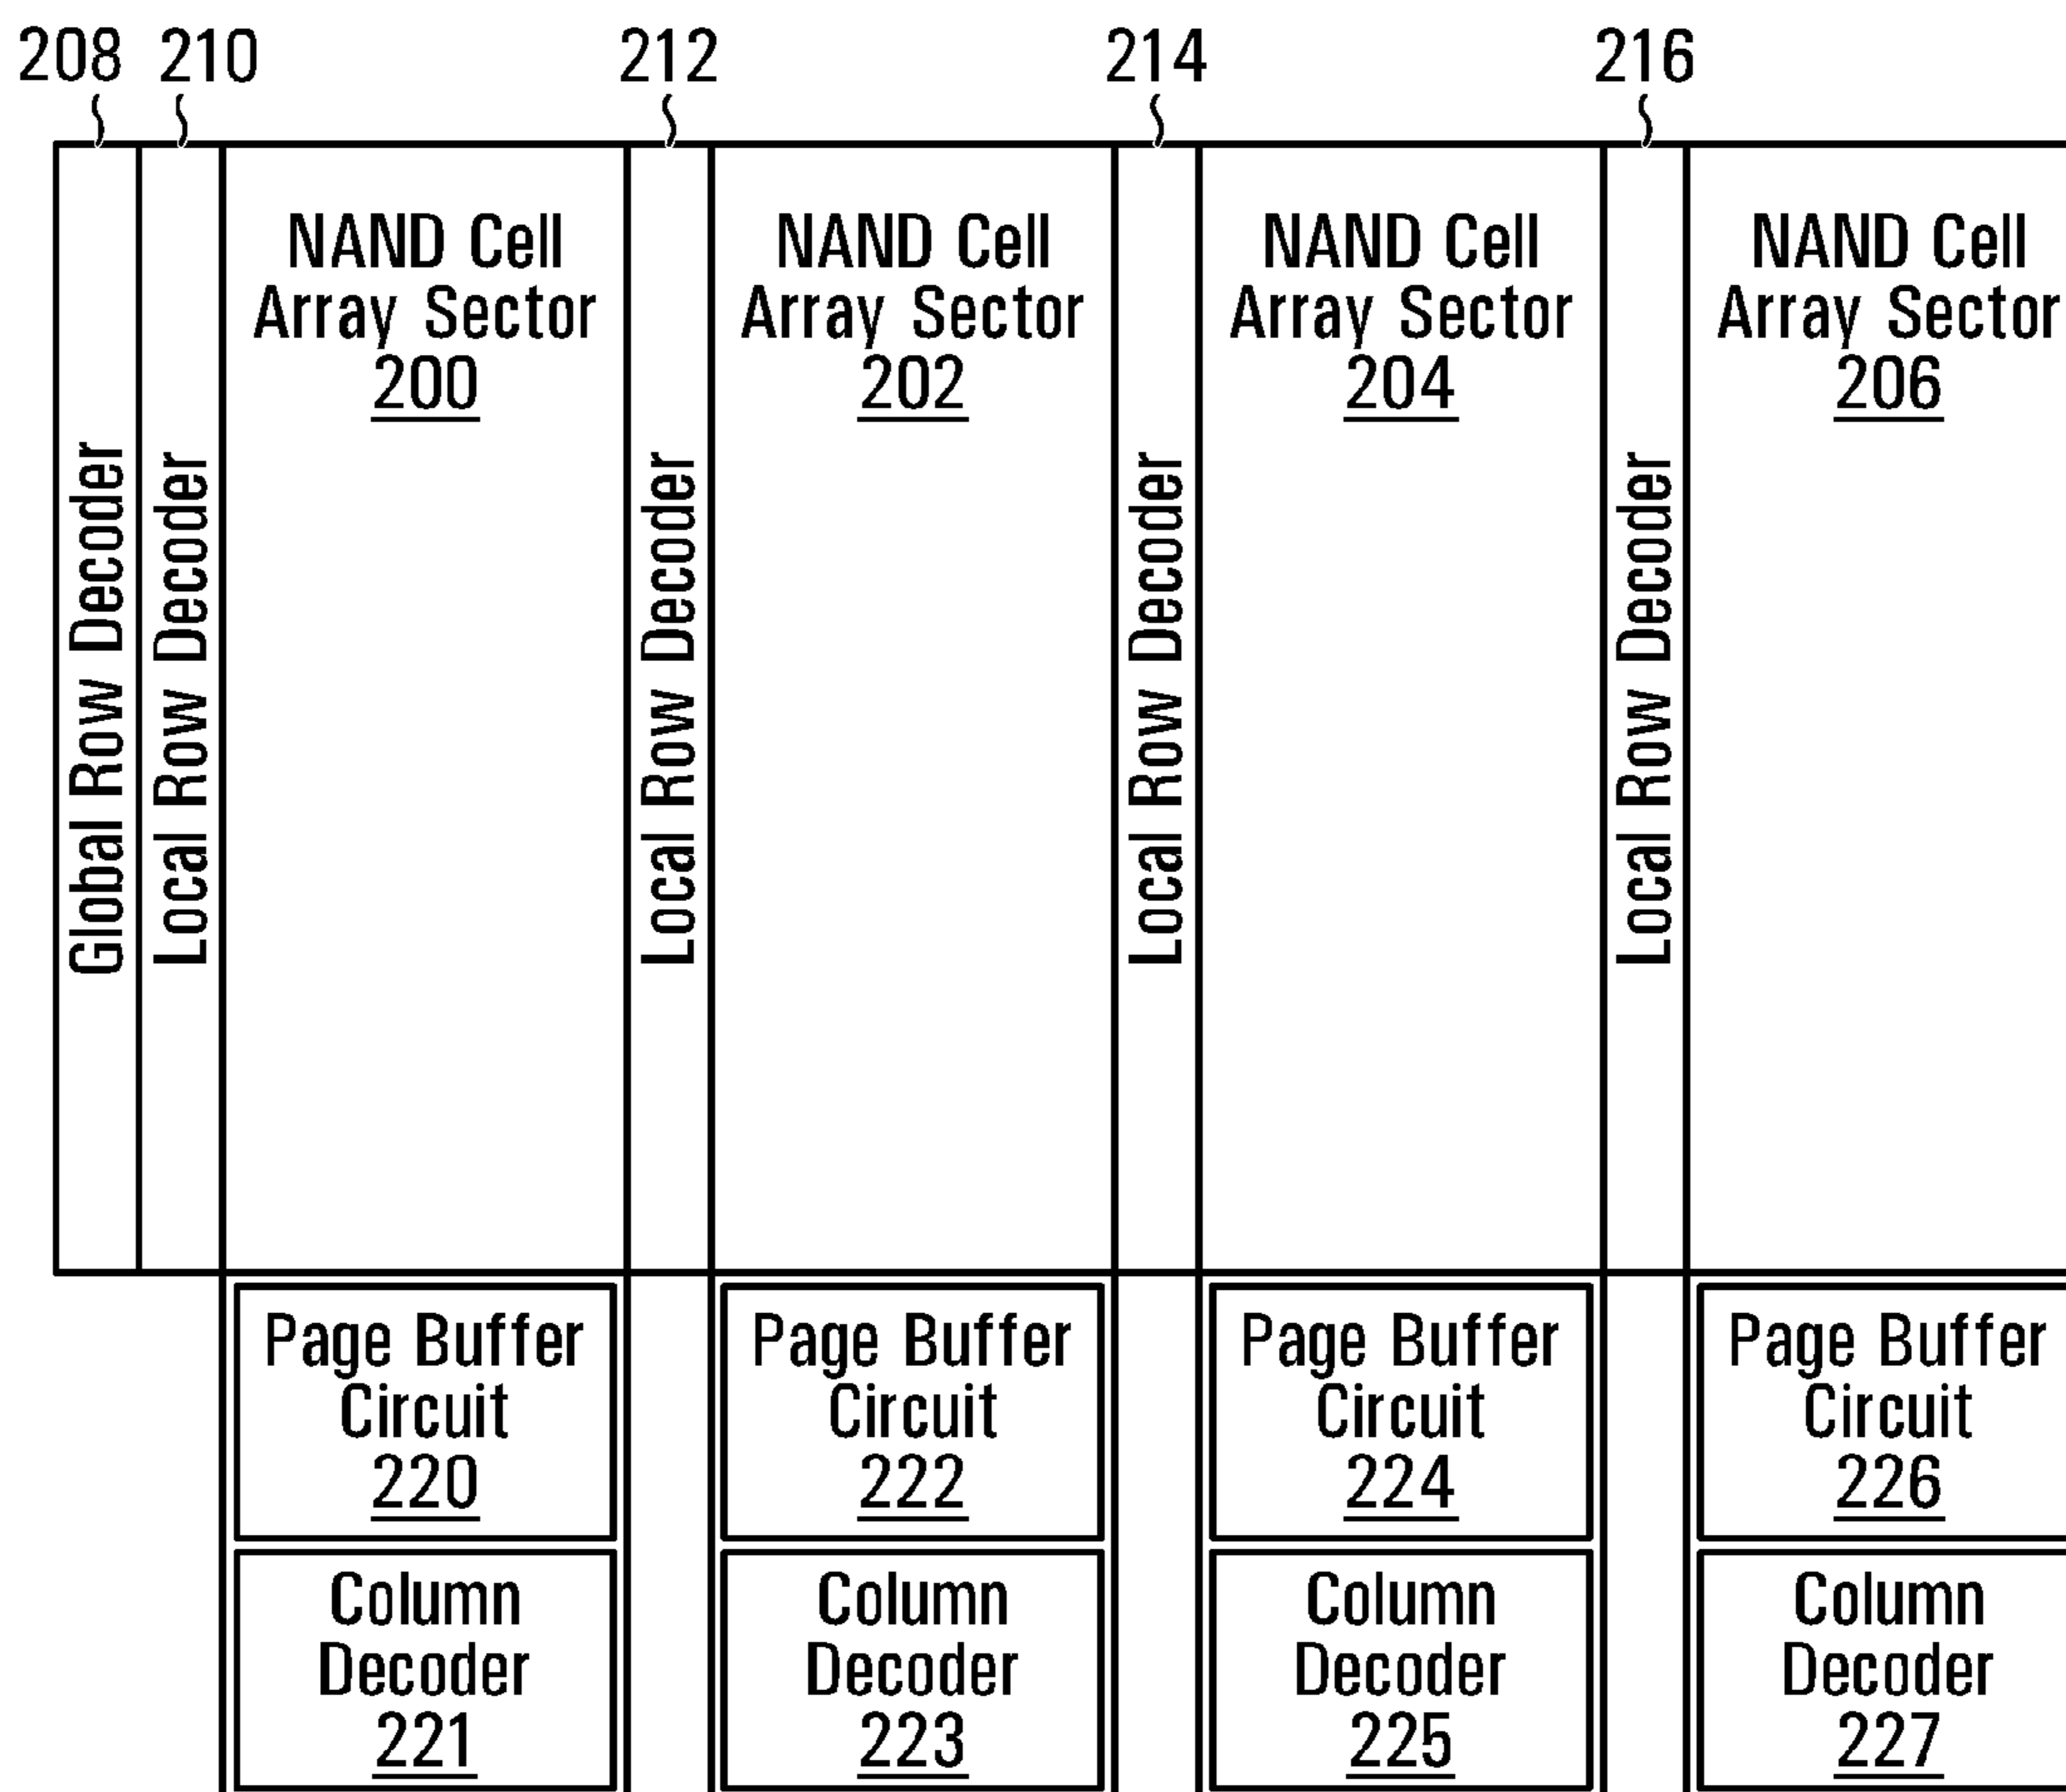 208 210 212 214 216
Global Row Decoder
Local Row Decoder
NAND Cell
Array Sector
200
Local Row Decoder
NAND Cell
Array Sector
202
Local Row Decoder
NAND Cell
Array Sector
204
Local Row Decoder
NAND Cell
Array Sector
206
Page Buffer
Circuit
220
Page Buffer
Circuit
222
Page Buffer
Circuit
224
Page Buffer
Circuit
226
Column
Decoder
221
Column
Decoder
223
Column
Decoder
225
Column
Decoder
227